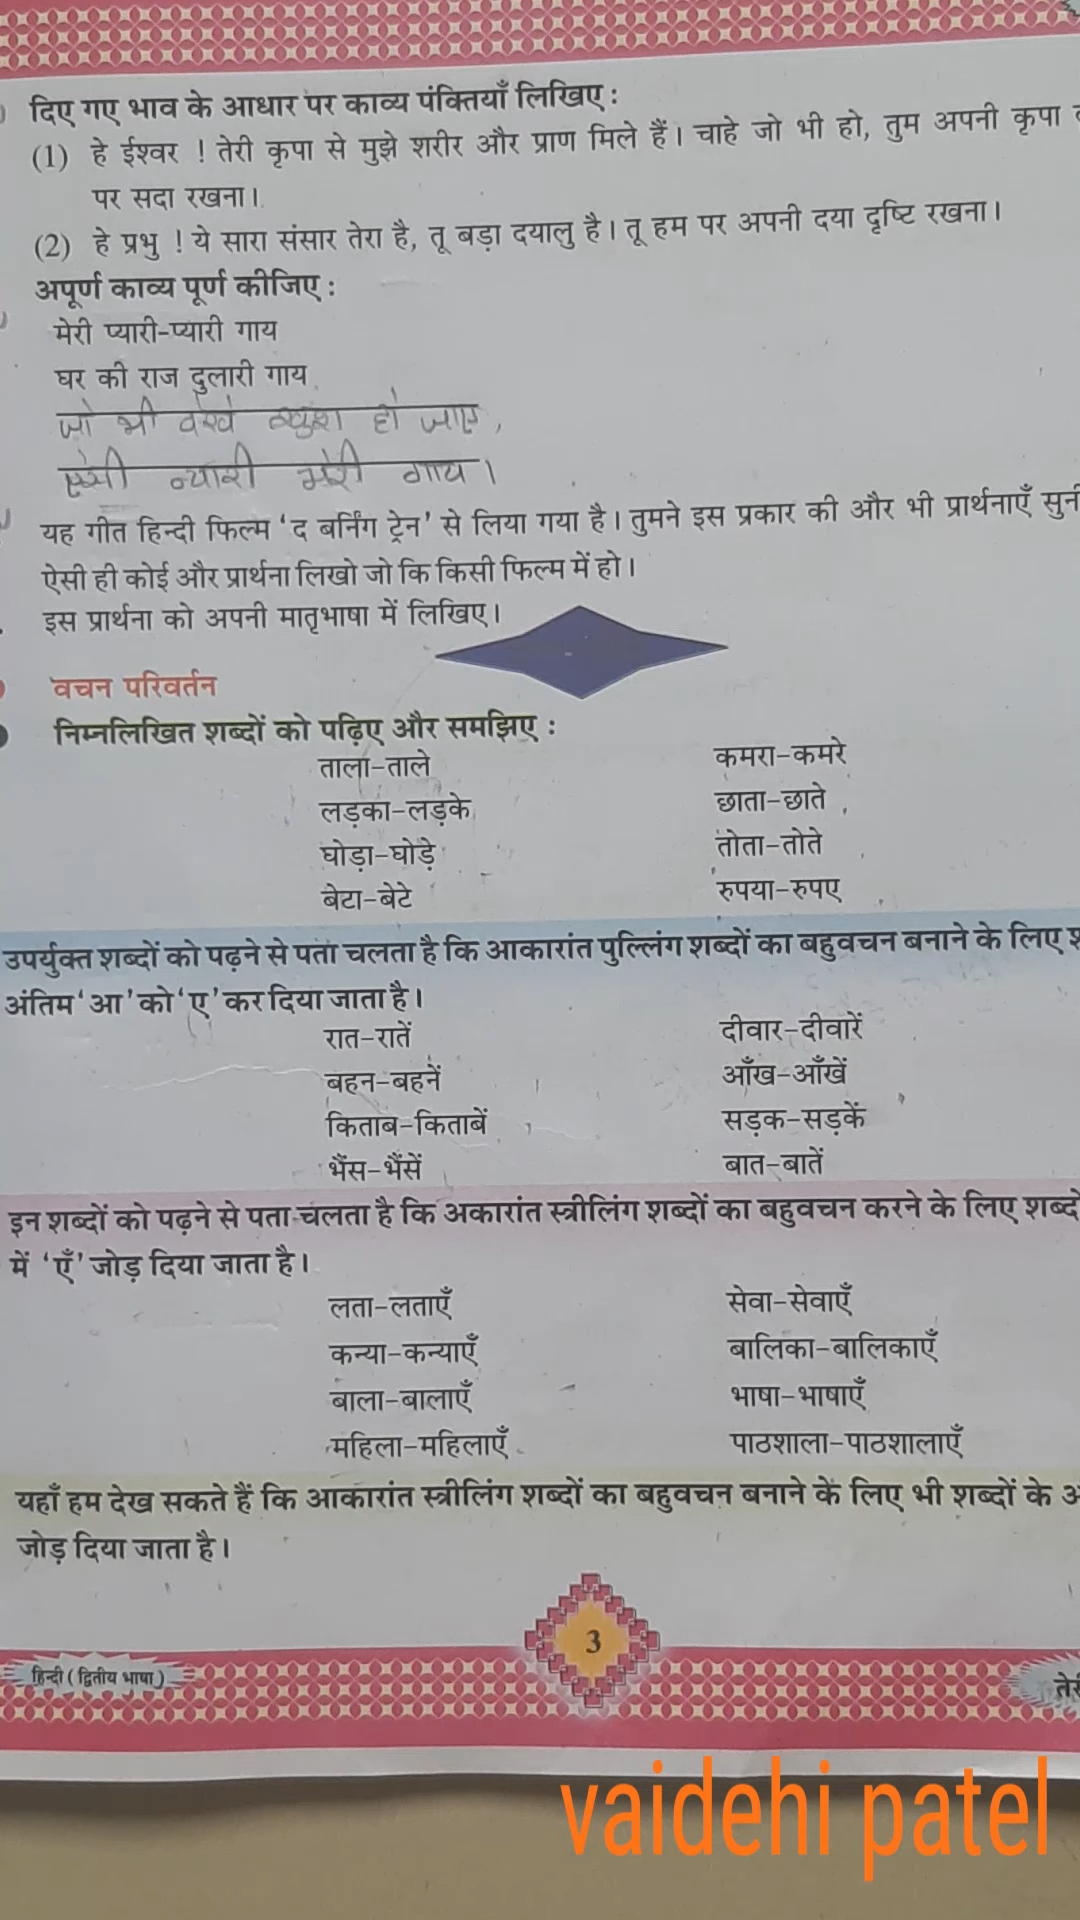 दिए गए भाव के आधार पर काव्य पंक्तियाँ लिखिए :
(1) हे ईश्वर ! तेरी कृपा से मुझे शरीर और प्राण मिले हैं। चाहे जो भी हो, तुम अपनी कृपा
पर सदा रखना।
(2) हे प्रभु ! ये सारा संसार तेरा है, तू बड़ा दयालु है। तू हम पर अपनी दया दृष्टि रखना।
अपूर्ण काव्य पूर्ण कीजिए :
मेरी प्यारी-प्यारी गाय
घर की राज दुलारी गाय
जो भी देखे खुश हो जाए,
ऐसी न्यारी मेरी गाय।
यह गीत हिन्दी फिल्म ‘द बर्निंग ट्रेन’ से लिया गया है। तुमने इस प्रकार की और भी प्रार्थनाएँ सुनी
ऐसी ही कोई और प्रार्थना लिखो जो कि किसी फिल्म में हो।
इस प्रार्थना को अपनी मातृभाषा में लिखिए।
वचन परिवर्तन
निम्नलिखित शब्दों को पढ़िए और समझिए :
ताला-ताले कमरा-कमरे
लड़का-लड़के छाता-छाते
घोड़ा-घोड़े तोता-तोते
बेटा-बेटे रुपया-रुपए
उपर्युक्त शब्दों को पढ़ने से पता चलता है कि आकारांत पुल्लिंग शब्दों का बहुवचन बनाने के लिए
अंतिम ‘आ’ को ‘ए’ कर दिया जाता है।
रात-रातें दीवार-दीवारें
बहन-बहनें आँख-आँखें
किताब-किताबें सड़क-सड़कें
भैंस-भैंसें बात-बातें
इन शब्दों को पढ़ने से पता चलता है कि अकारांत स्त्रीलिंग शब्दों का बहुवचन करने के लिए शब्दों
में ‘एँ’ जोड़ दिया जाता है।
लता-लताएँ सेवा-सेवाएँ
कन्या-कन्याएँ बालिका-बालिकाएँ
बाला-बालाएँ भाषा-भाषाएँ
महिला-महिलाएँ पाठशाला-पाठशालाएँ
यहाँ हम देख सकते हैं कि आकारांत स्त्रीलिंग शब्दों का बहुवचन बनाने के लिए भी शब्दों के
जोड़ दिया जाता है।
3
हिन्दी ( द्वितीय भाषा )
vaidehi patel